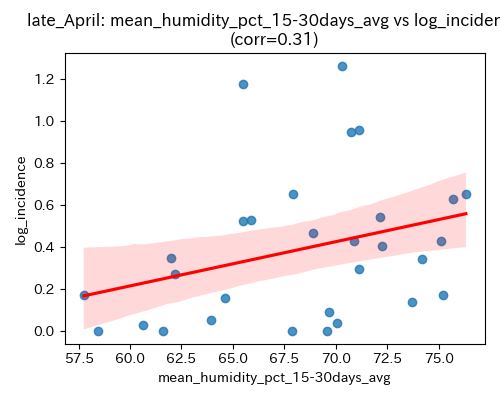 late_April: mean_humidity_pct_15-30days_avg vs log_inciden
(corr=0.31)
1.2
1.0
0.8
0.6
0.4
0.2
0.0
log_incidence
57.5 60.0 62.5 65.0 67.5 70.0 72.5 75.0
mean_humidity_pct_15-30days_avg